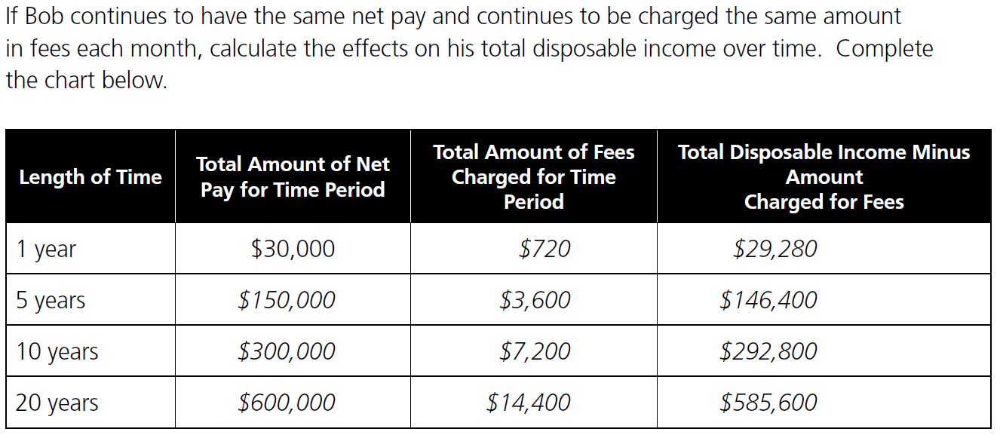 If Bob continues to have the same net pay and continues to be charged the same amount
in fees each month, calculate the effects on his total disposable income over time.  Complete
the chart below.
Length of Time
Total Amount of Net
Pay for Time Period
Total Amount of Fees
Charged for Time
Period
Total Disposable Income Minus
Amount
Charged for Fees
1 year $30,000 $720 $29,280
5 years $150,000 $3,600 $146,400
10 years $300,000 $7,200 $292,800
20 years $600,000 $14,400 $585,600